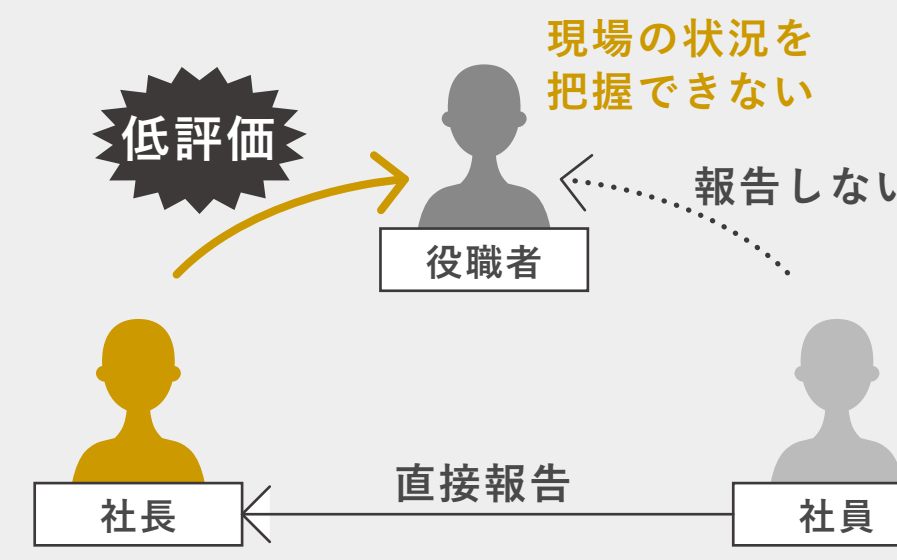 現場の状況を
把握できない
低評価
報告しない
役職者
直接報告
社長
社員